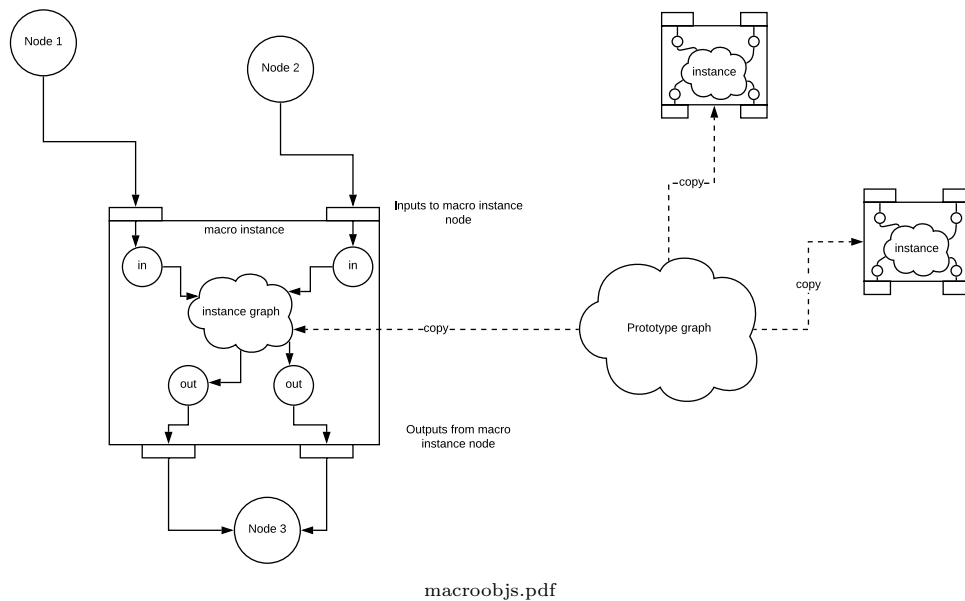 Node 1
Node 2
instance
copy
Inputs to macro instance
node
macro instance
in
in
instance
copy
instance graph
copy
Prototype graph
out
out
Outputs from macro
instance node
Node 3
macroobjs.pdf